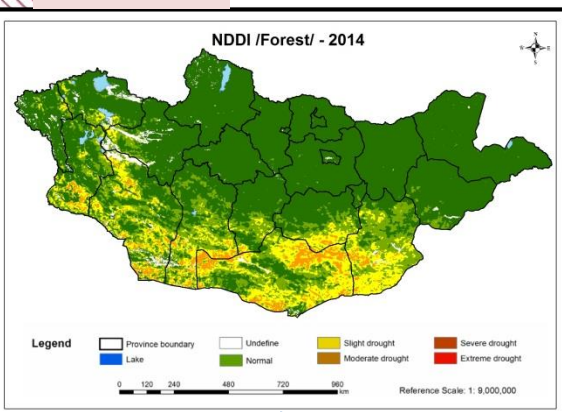 NDDI /Forest/ - 2014
N
W E
S
Legend
Province boundary
Undefine
Slight drought
Severe drought
Lake
Normal
Moderate drought
Extreme drought
0 120 240 480 720 960
km
Reference Scale: 1: 9,000,000